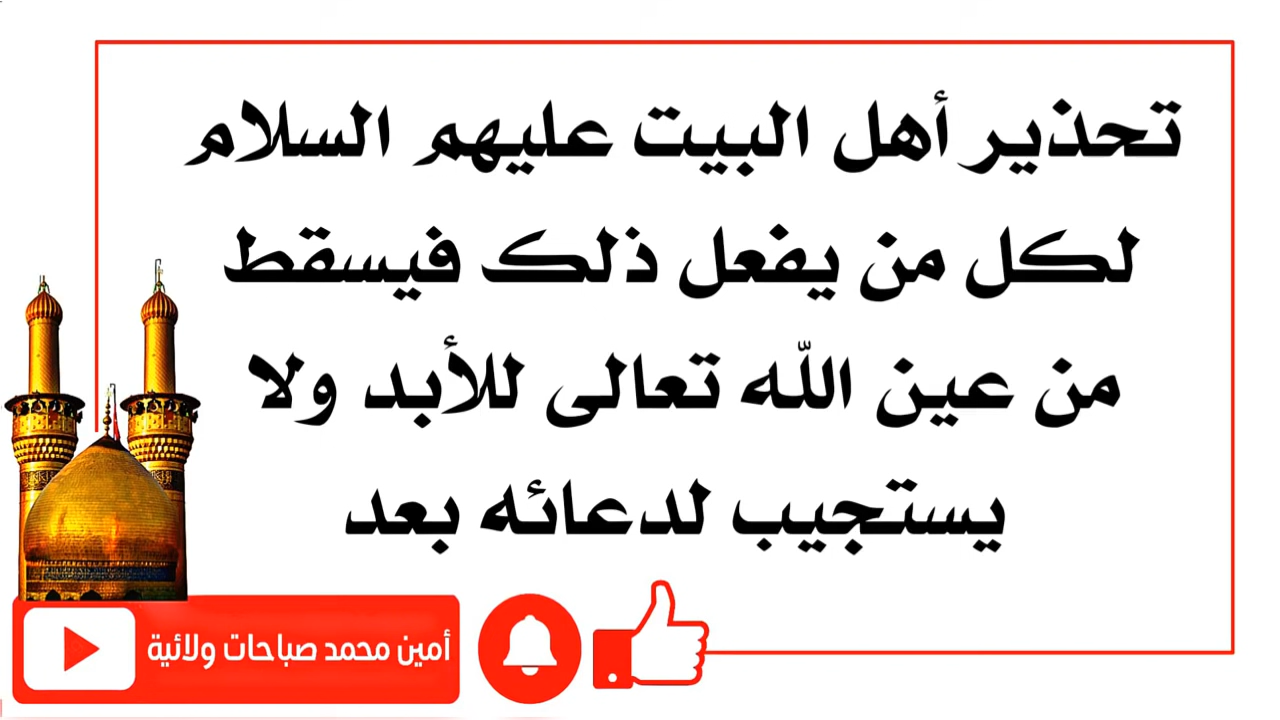 تحذير أهل البيت عليهم السلام
لكل من يفعل ذلك فيسقط
من عين الله تعالى للأبد ولا
يستجيب لدعائه بعد
أمين محمد صباحات ولائية